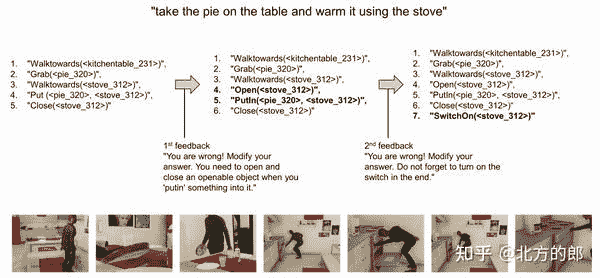 "take the pie on the table and warm it using the stove"
1. "Walktowards(<kitchentable_231>)",
2. "Grab(<pie_320>)",
3. "Walktowards(<stove_312>)",
4. "Put (<pie_320>, <stove_312>)",
5. "Close(<stove_312>)"
1st feedback
"You are wrong! Modify your
answer. You need to open and
close an openable object when you
'putin' something into it."
1. "Walktowards(<kitchentable_231>)",
2. "Grab(<pie_320>)",
3. "Walktowards(<stove_312>)",
4. "Open(<stove_312>)",
5. "PutIn(<pie_320>, <stove_312>)",
6. "Close(<stove_312>)"
2nd feedback
"You are wrong! Modify your
answer. Do not forget to turn on the
switch in the end."
1. "Walktowards(<kitchentable_231>)",
2. "Grab(<pie_320>)",
3. "Walktowards(<stove_312>)",
4. "Open(<stove_312>)",
5. "PutIn(<pie_320>, <stove_312>)",
6. "Close(<stove_312>)"
7. "SwitchOn(<stove_312>)"
知乎 @北方的郎